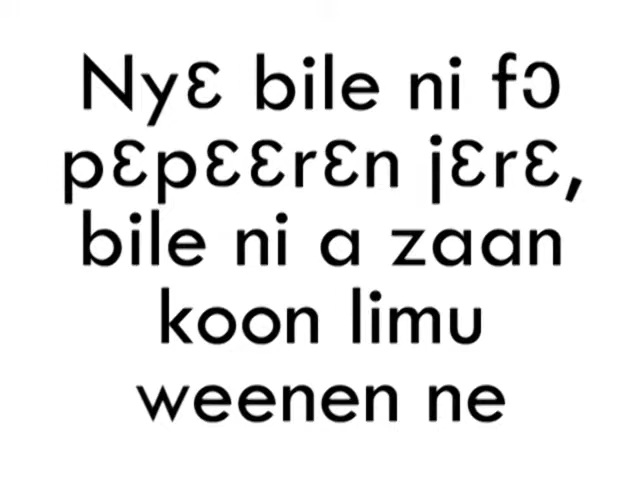 Nyɛ bile ni fɔ
pɛpɛɛrɛn jɛrɛ,
bile ni a zaan
koon limu
weenen ne